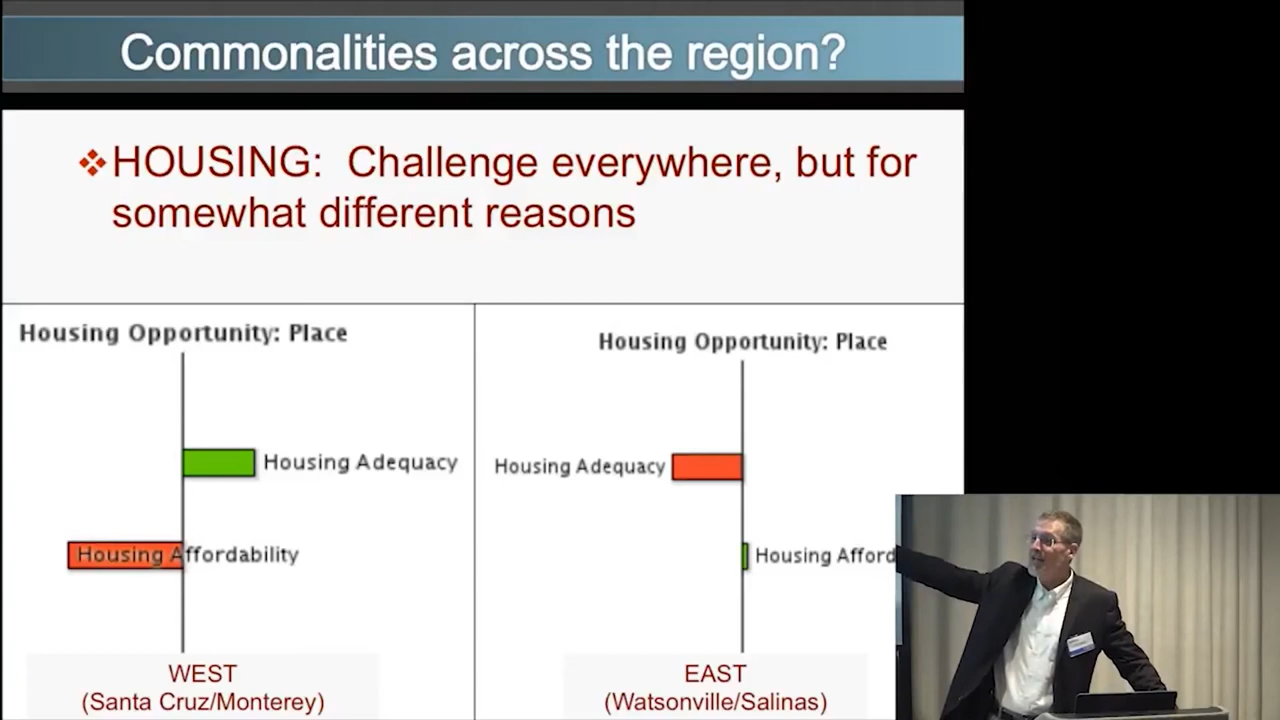 Commonalities across the region?
HOUSING: Challenge everywhere, but for
somewhat different reasons
Housing Opportunity: Place
Housing Adequacy
Housing Affordability
WEST
(Santa Cruz/Monterey)
Housing Opportunity: Place
Housing Adequacy
Housing Afford
EAST
(Watsonville/Salinas)